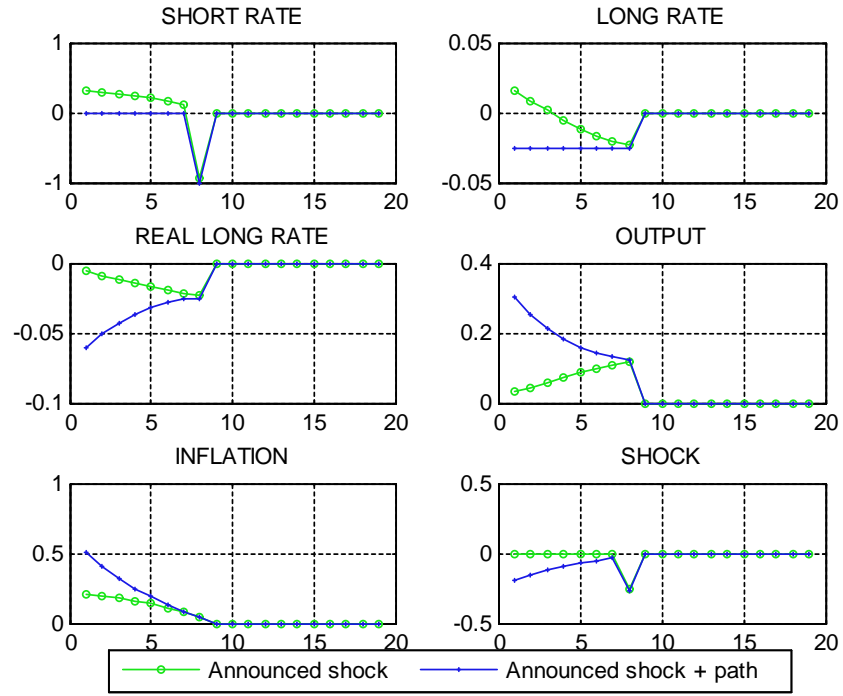 SHORT RATE LONG RATE
1 0.05
0 0
-1 -0.05
0 5 10 15 20 0 5 10 15 20
REAL LONG RATE OUTPUT
0 0.4
-0.05 0.2
-0.1 0
0 5 10 15 20 0 5 10 15 20
INFLATION SHOCK
1 0.5
0.5 0
0 -0.5
0 5 10 15 20 0 5 10 15 20
Announced shock Announced shock + path